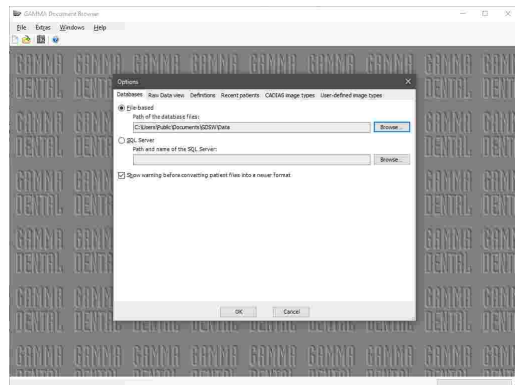 GAMMA Document Browser
File Extras Windows Help
GAMMA DENTAL
Options
Databases Raw Data view Definitions Recent patients CADIAS image types User-defined image types
File-based
Path of the database files:
C:\Users\Public\Documents\GDSW\Data
Browse...
SQL Server
Path and name of the SQL Server:
Browse...
Show warning before converting patient files into a newer format
OK Cancel